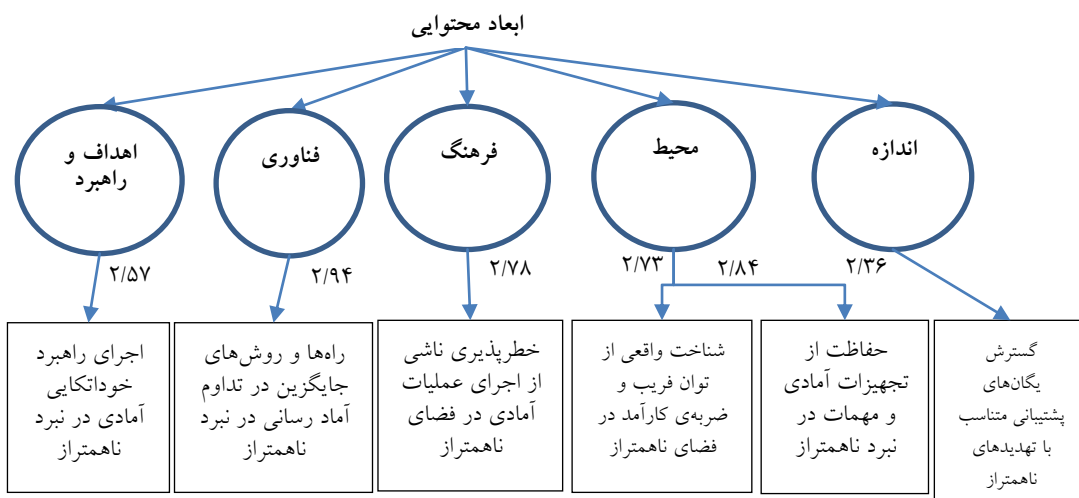 ابعاد محتوایی
اندازه
محیط
فرهنگ
فناوری
اهداف و
راهبرد
۲/۳۶
۲/۸۴
۲/۷۳
۲/۷۸
۲/۹۴
۲/۵۷
گسترش
یگان‌های
پشتیبانی متناسب
با تهدیدهای
ناهمتراز
حفاظت از
تجهیزات آمادی
و مهمات در
نبرد ناهمتراز
شناخت واقعی از
توان فریب و
ضربه‌ی کارآمد در
فضای ناهمتراز
خطرپذیری ناشی
از اجرای عملیات
آمادی در فضای
ناهمتراز
راه‌ها و روش‌های
جایگزین در تداوم
آماد رسانی در نبرد
ناهمتراز
اجرای راهبرد
خوداتکایی
آمادی در نبرد
ناهمتراز